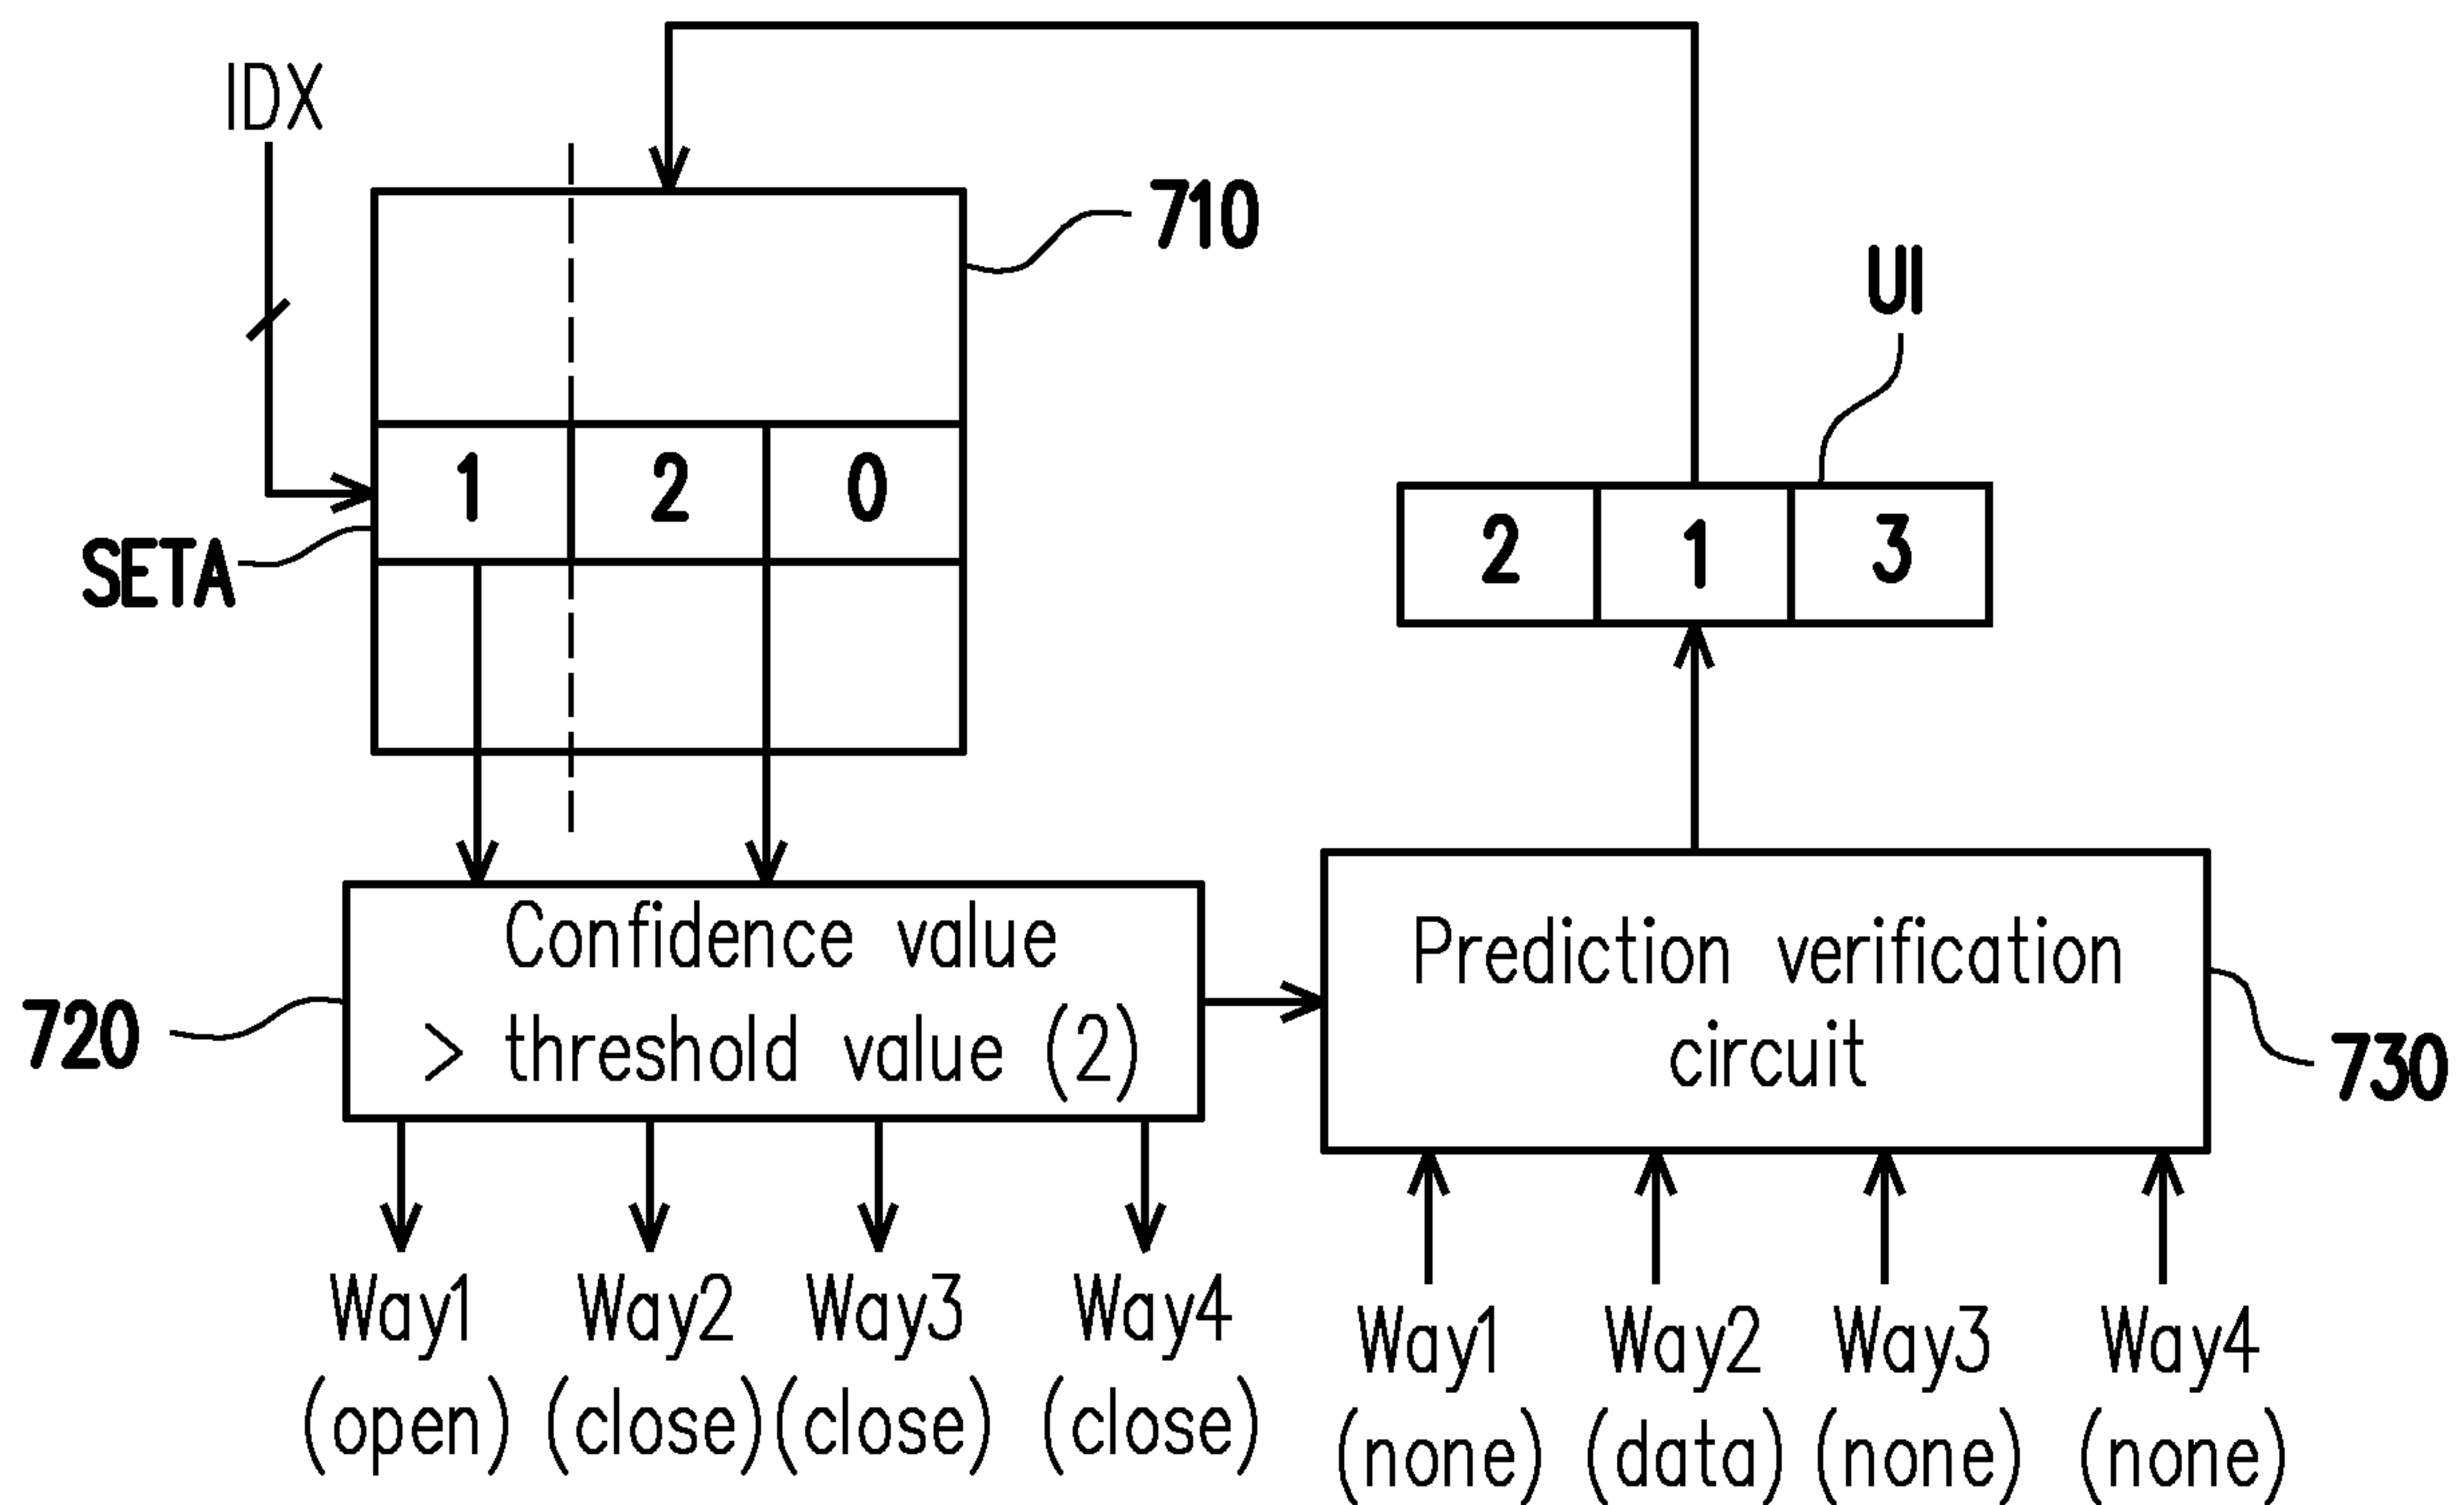 IDX
710
UI
1 2 0
SETA
2 1 3
Confidence value
> threshold value (2)
720
Prediction verification
circuit
730
Way1 Way2 Way3 Way4
(open) (close) (close) (close)
Way1 Way2 Way3 Way4
(none) (data) (none) (none)